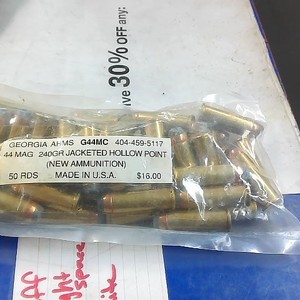 ve 30% OFF any:
GEORGIA ARMS G44MC 404-459-5117
44 MAG 240GR JACKETED HOLLOW POINT
(NEW AMMUNITION)
50 RDS MADE IN U.S.A. $16.00